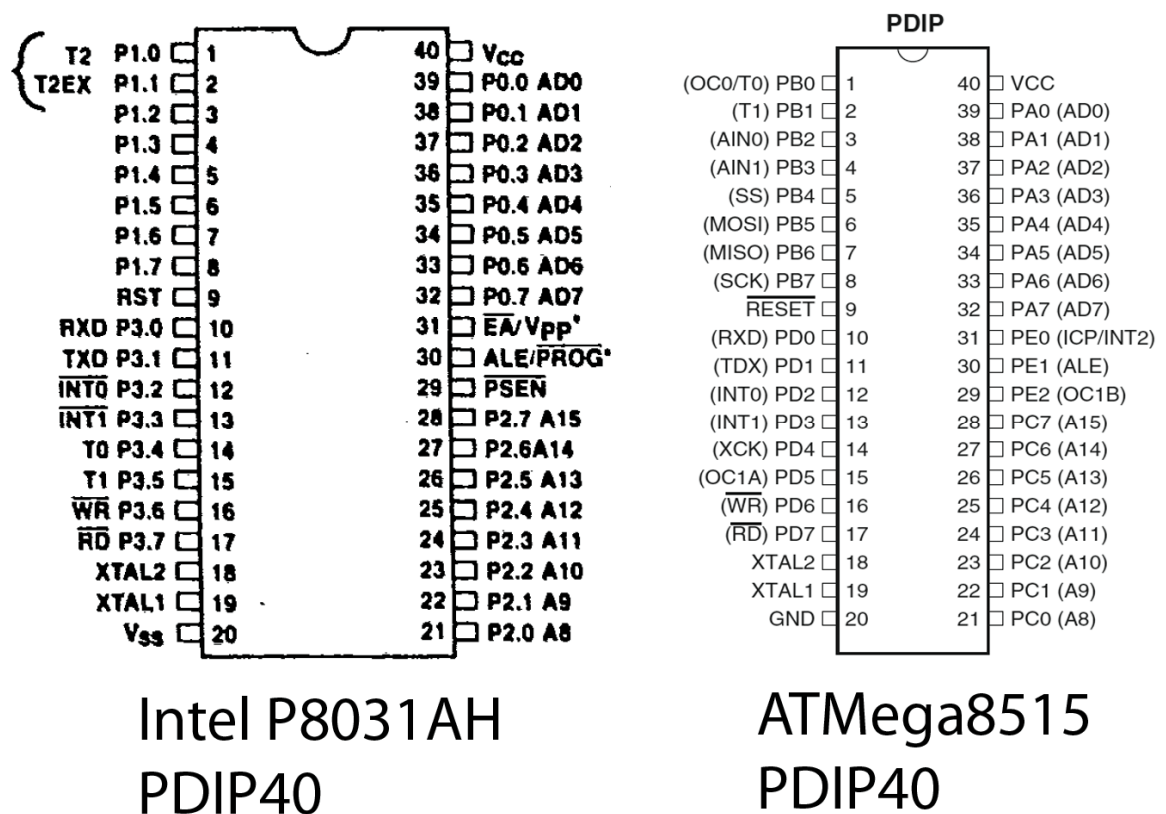 T2 P1.0 1 40 VCC
T2EX P1.1 2 39 P0.0 AD0
P1.2 3 38 P0.1 AD1
P1.3 4 37 P0.2 AD2
P1.4 5 36 P0.3 AD3
P1.5 6 35 P0.4 AD4
P1.6 7 34 P0.5 AD5
P1.7 8 33 P0.6 AD6
RST 9 32 P0.7 AD7
RXD P3.0 10 31 EA/VPP*
TXD P3.1 11 30 ALE/PROG*
INT0 P3.2 12 29 PSEN
INT1 P3.3 13 28 P2.7 A15
T0 P3.4 14 27 P2.6A14
T1 P3.5 15 26 P2.5 A13
WR P3.6 16 25 P2.4 A12
RD P3.7 17 24 P2.3 A11
XTAL2 18 23 P2.2 A10
XTAL1 19 22 P2.1 A9
VSS 20 21 P2.0 A8
Intel P8031AH
PDIP40
PDIP
(OC0/T0) PB0 1 40 VCC
(T1) PB1 2 39 PA0 (AD0)
(AIN0) PB2 3 38 PA1 (AD1)
(AIN1) PB3 4 37 PA2 (AD2)
(SS) PB4 5 36 PA3 (AD3)
(MOSI) PB5 6 35 PA4 (AD4)
(MISO) PB6 7 34 PA5 (AD5)
(SCK) PB7 8 33 PA6 (AD6)
RESET 9 32 PA7 (AD7)
(RXD) PD0 10 31 PE0 (ICP/INT2)
(TDX) PD1 11 30 PE1 (ALE)
(INT0) PD2 12 29 PE2 (OC1B)
(INT1) PD3 13 28 PC7 (A15)
(XCK) PD4 14 27 PC6 (A14)
(OC1A) PD5 15 26 PC5 (A13)
(WR) PD6 16 25 PC4 (A12)
(RD) PD7 17 24 PC3 (A11)
XTAL2 18 23 PC2 (A10)
XTAL1 19 22 PC1 (A9)
GND 20 21 PC0 (A8)
ATMega8515
PDIP40